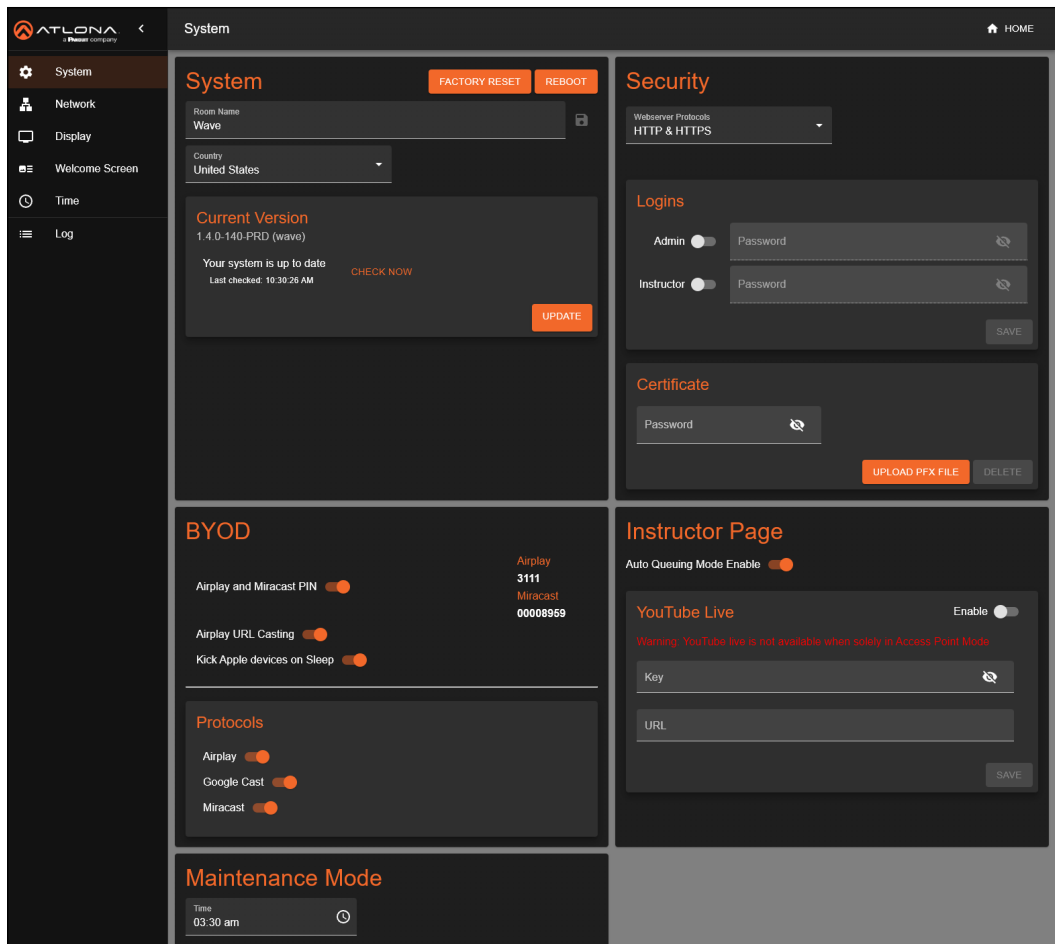 ATLONA
a PANDUIT company
System
HOME
System
Network
Display
Welcome Screen
Time
Log
System
FACTORY RESET
REBOOT
Room Name
Wave
Country
United States
Current Version
1.4.0-140-PRD (wave)
Your system is up to date
Last checked: 10:30:26 AM
CHECK NOW
UPDATE
Security
Webserver Protocols
HTTP & HTTPS
Logins
Admin
Password
Instructor
Password
SAVE
Certificate
Password
UPLOAD PFX FILE
DELETE
BYOD
Airplay and Miracast PIN
Airplay
3111
Miracast
00008959
Airplay URL Casting
Kick Apple devices on Sleep
Protocols
Airplay
Google Cast
Miracast
Instructor Page
Auto Queuing Mode Enable
YouTube Live
Enable
Warning: YouTube live is not available when solely in Access Point Mode
Key
URL
SAVE
Maintenance Mode
Time
03:30 am